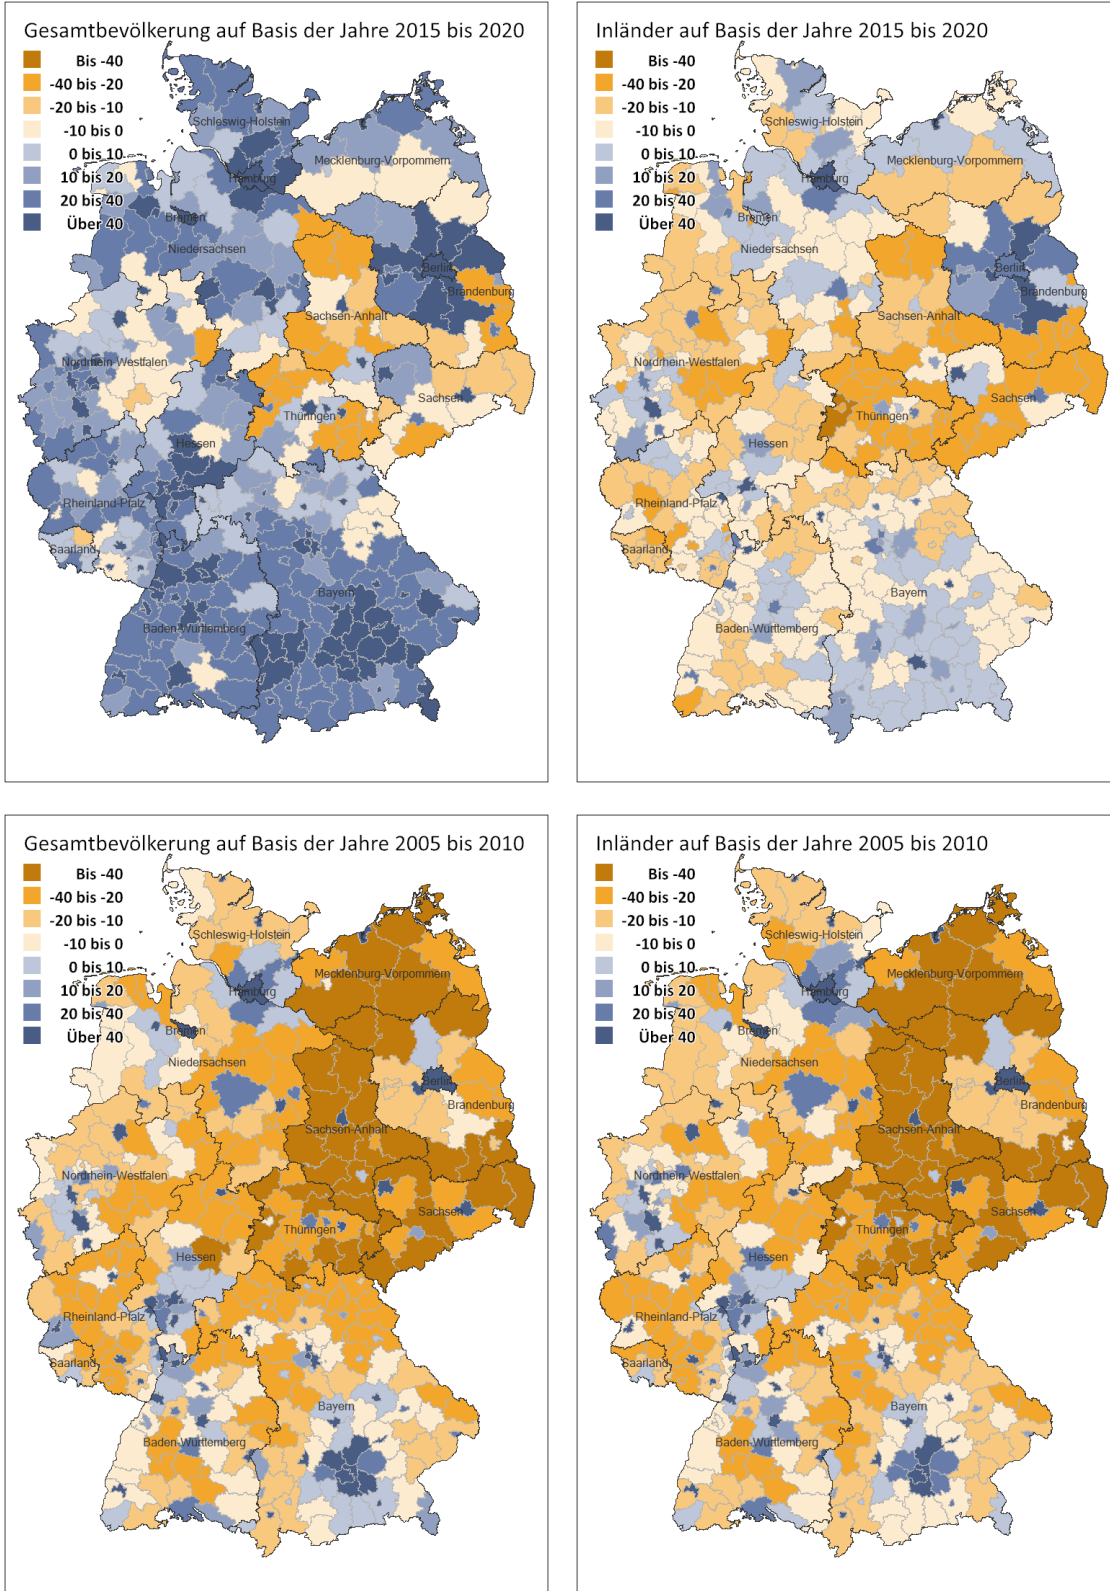 Gesamtbevölkerung auf Basis der Jahre 2015 bis 2020
Bis -40
-40 bis -20
-20 bis -10
-10 bis 0
0 bis 10
10 bis 20
20 bis 40
Über 40
Schleswig-Holstein
Mecklenburg-Vorpommern
Hamburg
Bremen
Niedersachsen
Berlin
Brandenburg
Sachsen-Anhalt
Nordrhein-Westfalen
Sachsen
Thüringen
Hessen
Rheinland-Pfalz
Saarland
Bayern
Baden-Württemberg
Inländer auf Basis der Jahre 2015 bis 2020
Bis -40
-40 bis -20
-20 bis -10
-10 bis 0
0 bis 10
10 bis 20
20 bis 40
Über 40
Schleswig-Holstein
Mecklenburg-Vorpommern
Hamburg
Bremen
Niedersachsen
Berlin
Brandenburg
Sachsen-Anhalt
Nordrhein-Westfalen
Sachsen
Thüringen
Hessen
Rheinland-Pfalz
Saarland
Bayern
Baden-Württemberg
Gesamtbevölkerung auf Basis der Jahre 2005 bis 2010
Bis -40
-40 bis -20
-20 bis -10
-10 bis 0
0 bis 10
10 bis 20
20 bis 40
Über 40
Schleswig-Holstein
Mecklenburg-Vorpommern
Hamburg
Bremen
Niedersachsen
Berlin
Brandenburg
Sachsen-Anhalt
Nordrhein-Westfalen
Sachsen
Thüringen
Hessen
Rheinland-Pfalz
Saarland
Bayern
Baden-Württemberg
Inländer auf Basis der Jahre 2005 bis 2010
Bis -40
-40 bis -20
-20 bis -10
-10 bis 0
0 bis 10
10 bis 20
20 bis 40
Über 40
Schleswig-Holstein
Mecklenburg-Vorpommern
Hamburg
Bremen
Niedersachsen
Berlin
Brandenburg
Sachsen-Anhalt
Nordrhein-Westfalen
Sachsen
Thüringen
Hessen
Rheinland-Pfalz
Saarland
Bayern
Baden-Württemberg